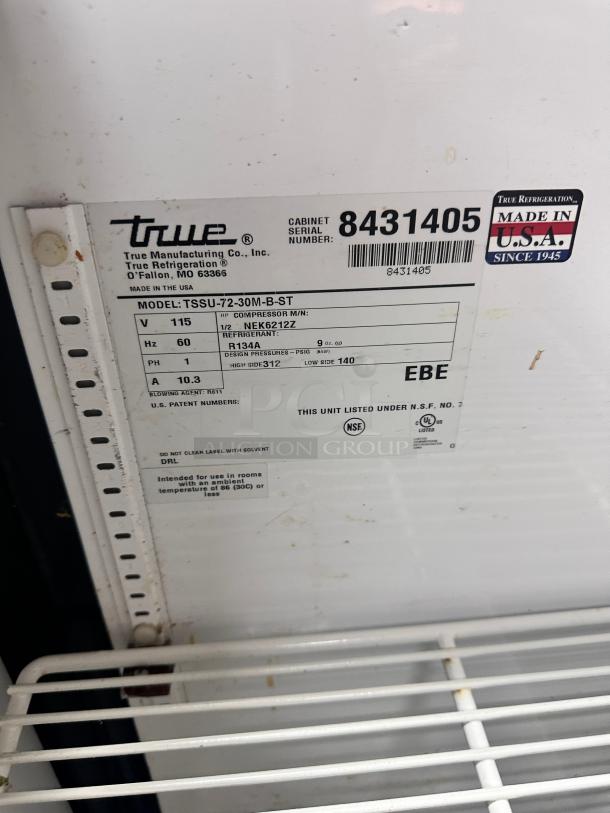 true®
True Manufacturing Co., Inc.
True Refrigeration®
O'Fallon, MO 63366
MADE IN THE USA
CABINET SERIAL NUMBER: 8431405
8431405
TRUE REFRIGERATION
MADE IN
U.S.A.
SINCE 1945
MODEL: TSSU-72-30M-B-ST
V 115
Hz 60
PH 1
A 10.3
HP COMPRESSOR M/N:
1/2 NEK6212Z
REFRIGERANT:
R134A 9 oz.
DESIGN PRESSURES-PSIG
HIGH SIDE 312 LOW SIDE 140
EBE
BLOWING AGENT: R611
U.S. PATENT NUMBERS:
THIS UNIT LISTED UNDER N.S.F. NO.
NSF
C UL US
LISTED
PCI
AUCTION GROUP
DO NOT CLEAN LABEL WITH SOLVENT
DRL
Intended for use in rooms
with an ambient
temperature of 86 (30C) or
less